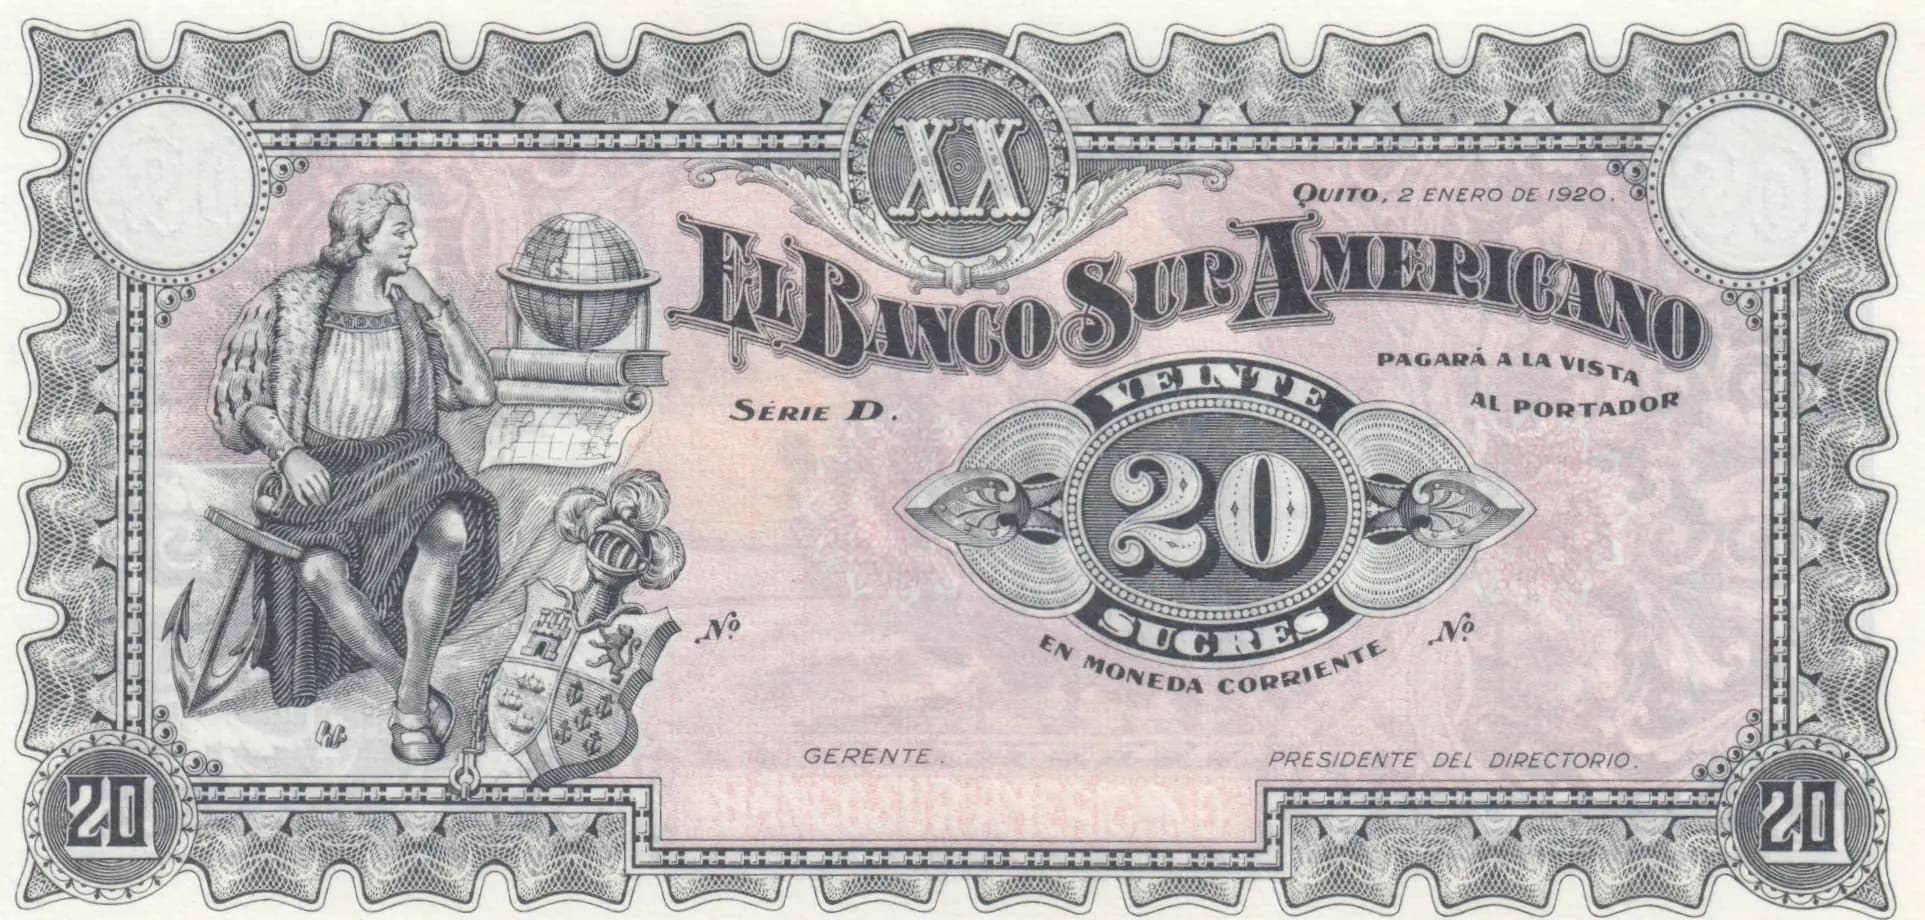 XX
QUITO, 2 ENERO DE 1920.
EL BANCO SUR AMERICANO
PAGARÁ A LA VISTA
AL PORTADOR
SÉRIE D.
VEINTE
20
SUCRES
EN MONEDA CORRIENTE
Nº
Nº
GERENTE.
PRESIDENTE DEL DIRECTORIO.
20
20